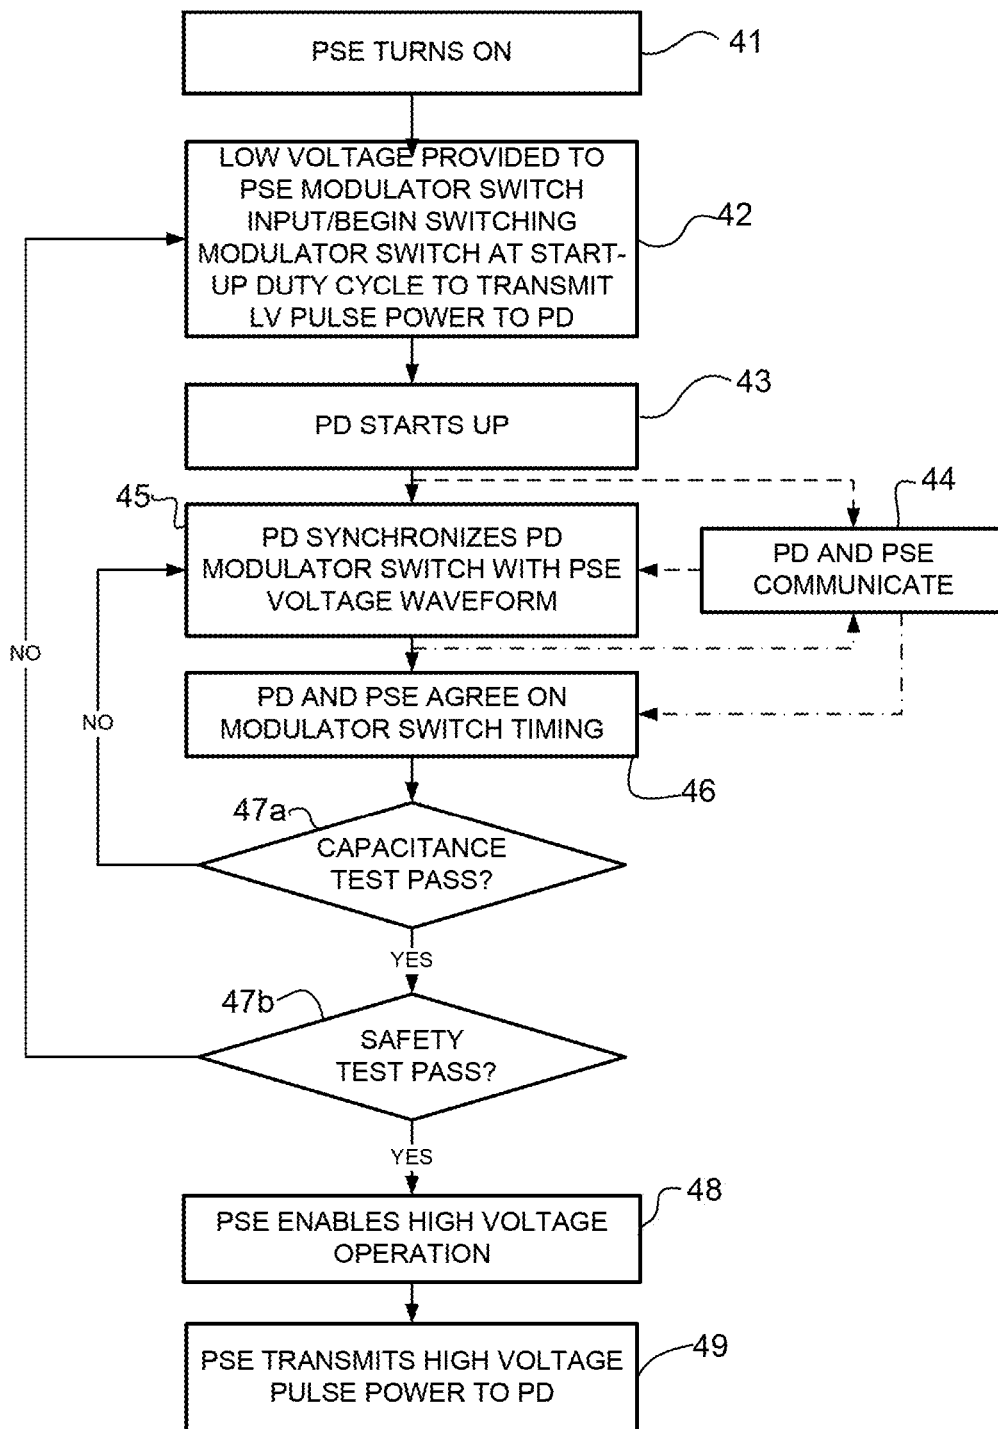 PSE TURNS ON
41
LOW VOLTAGE PROVIDED TO
PSE MODULATOR SWITCH
INPUT/BEGIN SWITCHING
MODULATOR SWITCH AT START-
UP DUTY CYCLE TO TRANSMIT
LV PULSE POWER TO PD
42
PD STARTS UP
43
45
PD SYNCHRONIZES PD
MODULATOR SWITCH WITH PSE
VOLTAGE WAVEFORM
44
PD AND PSE
COMMUNICATE
NO
NO
PD AND PSE AGREE ON
MODULATOR SWITCH TIMING
46
47a
CAPACITANCE
TEST PASS?
YES
47b
SAFETY
TEST PASS?
YES
PSE ENABLES HIGH VOLTAGE
OPERATION
48
PSE TRANSMITS HIGH VOLTAGE
PULSE POWER TO PD
49